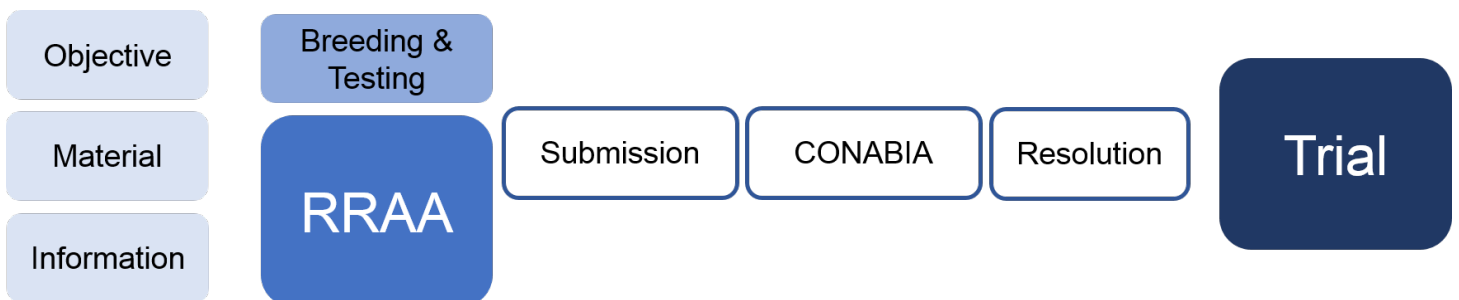 Objective
Material
Information
Breeding &
Testing
RRAA
Submission
CONABIA
Resolution
Trial